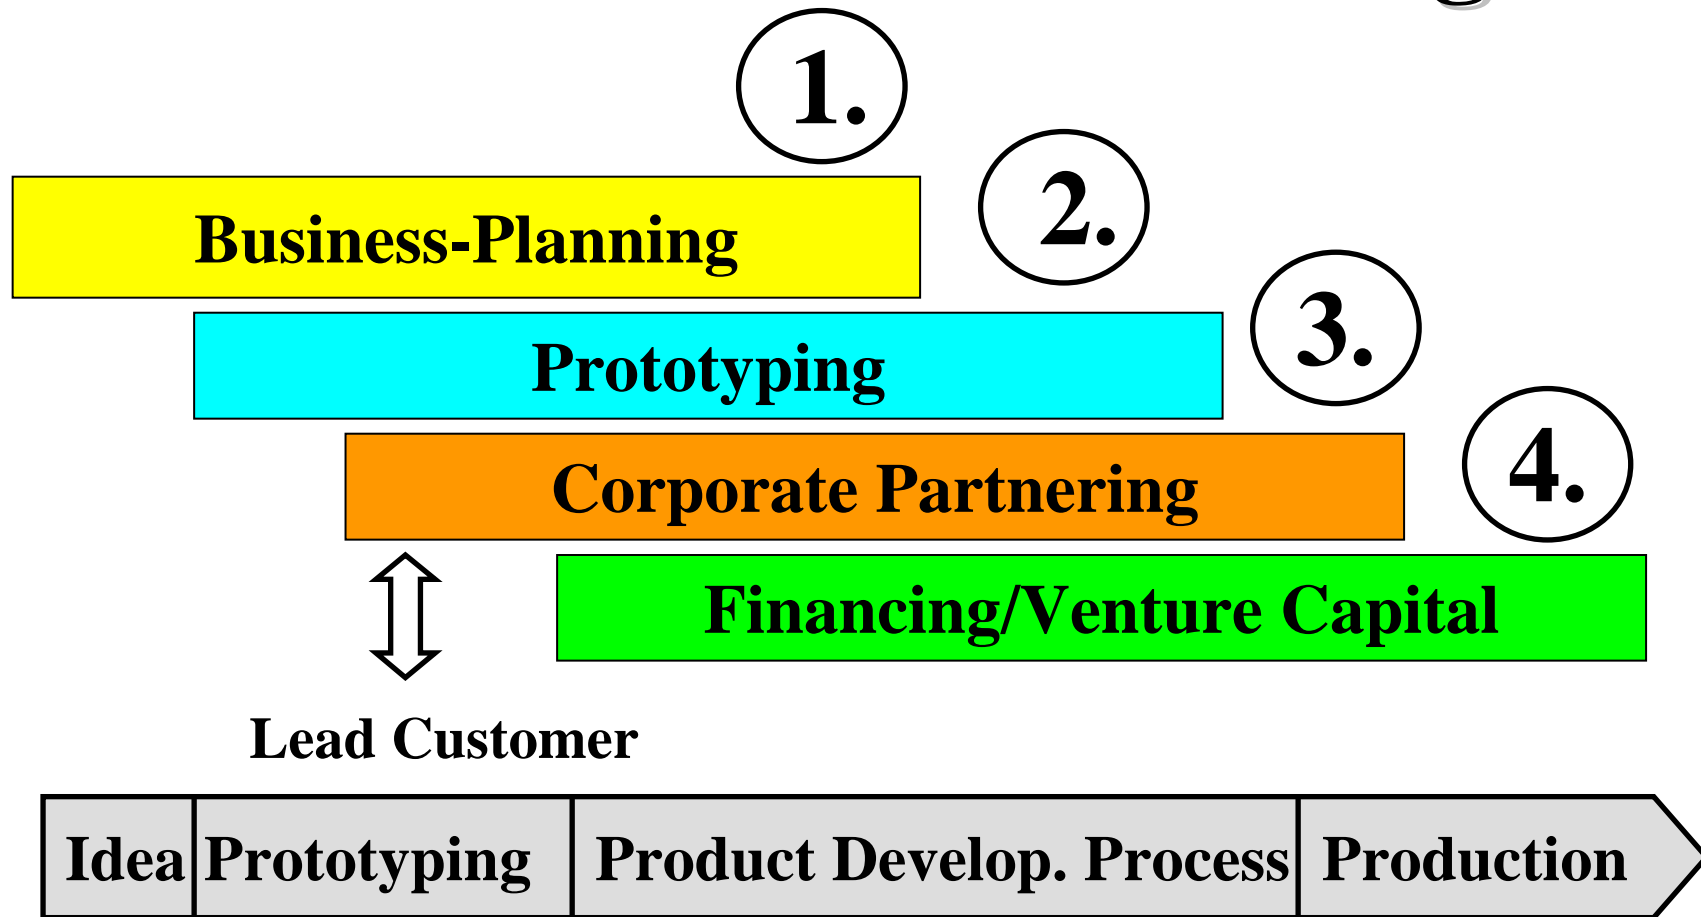 1.
2.
Business-Planning
3.
Prototyping
4.
Corporate Partnering
Financing/Venture Capital
Lead Customer
Idea Prototyping Product Develop. Process Production